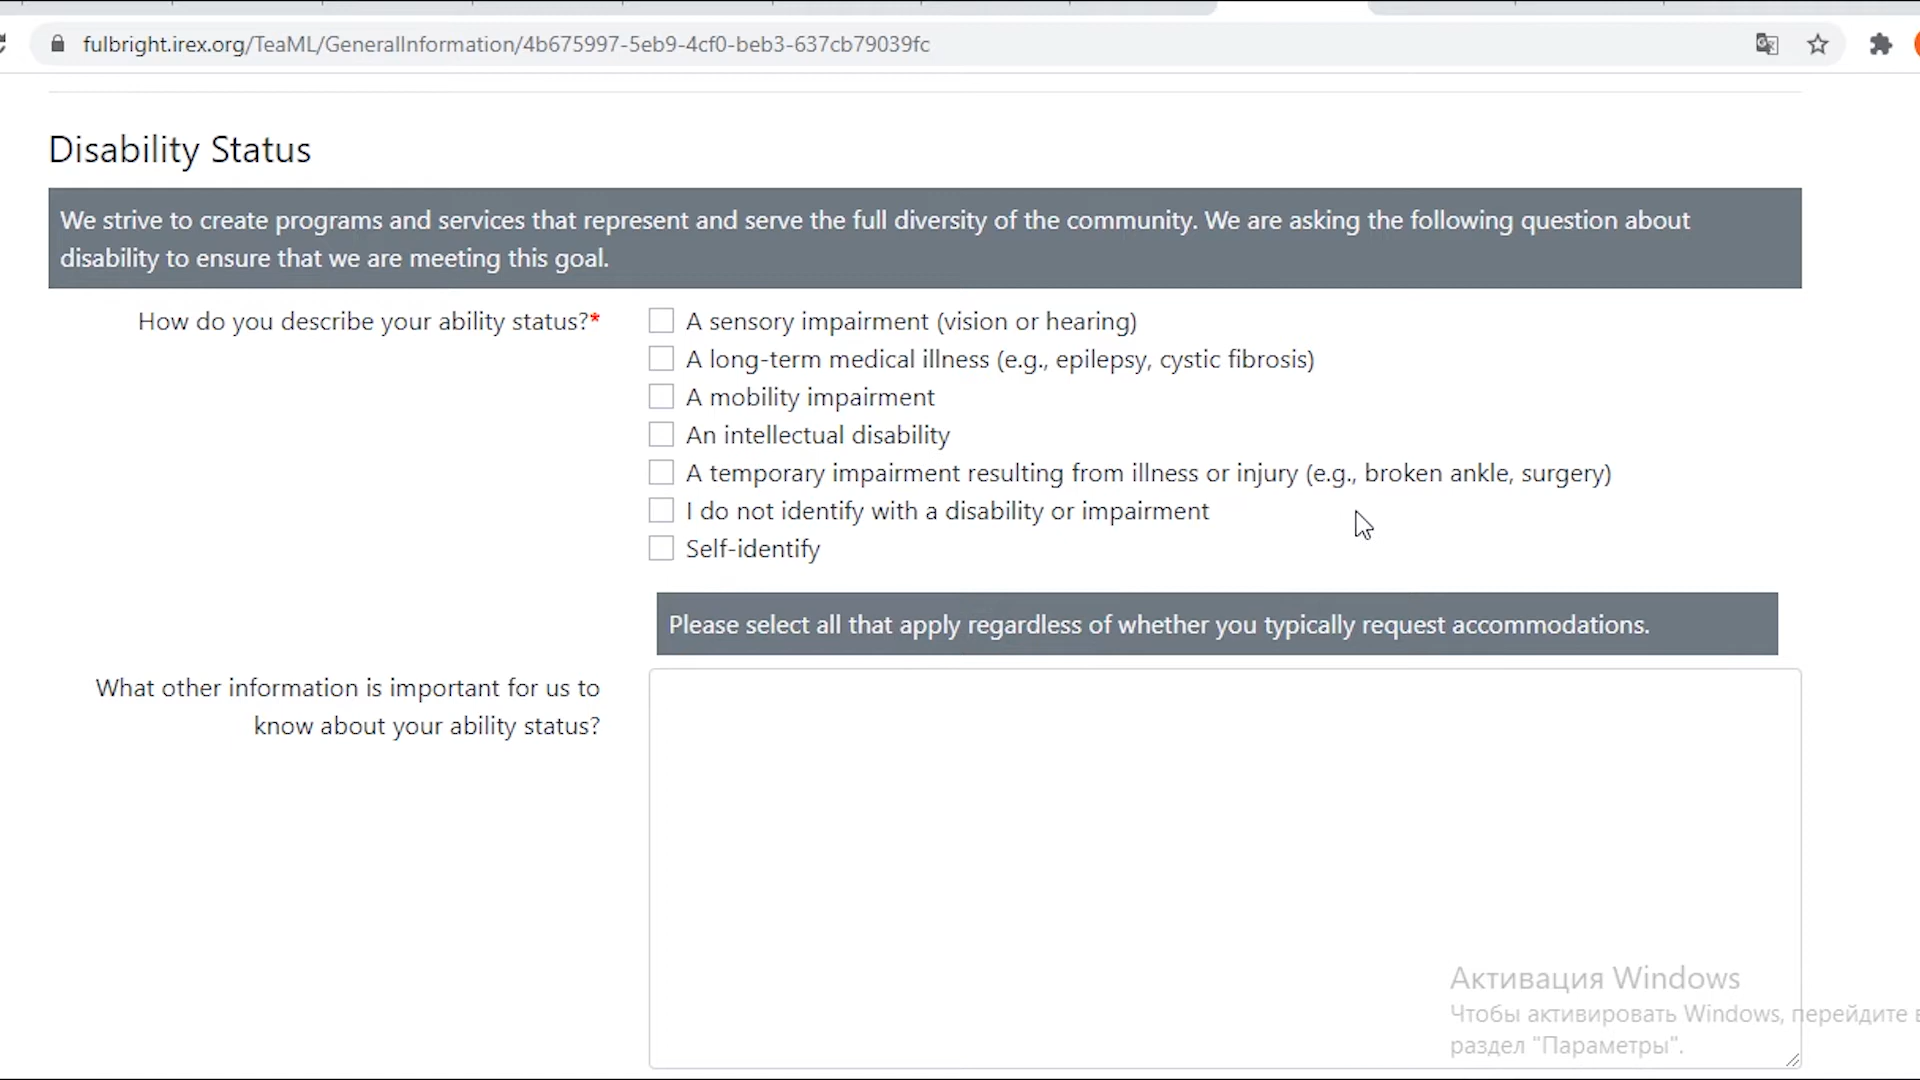 fulbright.irex.org/TeaML/GeneralInformation/4b675997-5eb9-4cf0-beb3-637cb79039fc
Disability Status
We strive to create programs and services that represent and serve the full diversity of the community. We are asking the following question about
disability to ensure that we are meeting this goal.
How do you describe your ability status?*
A sensory impairment (vision or hearing)
A long-term medical illness (e.g., epilepsy, cystic fibrosis)
A mobility impairment
An intellectual disability
A temporary impairment resulting from illness or injury (e.g., broken ankle, surgery)
I do not identify with a disability or impairment
Self-identify
Please select all that apply regardless of whether you typically request accommodations.
What other information is important for us to
know about your ability status?
Активация Windows
Чтобы активировать Windows, перейдите в
раздел "Параметры".